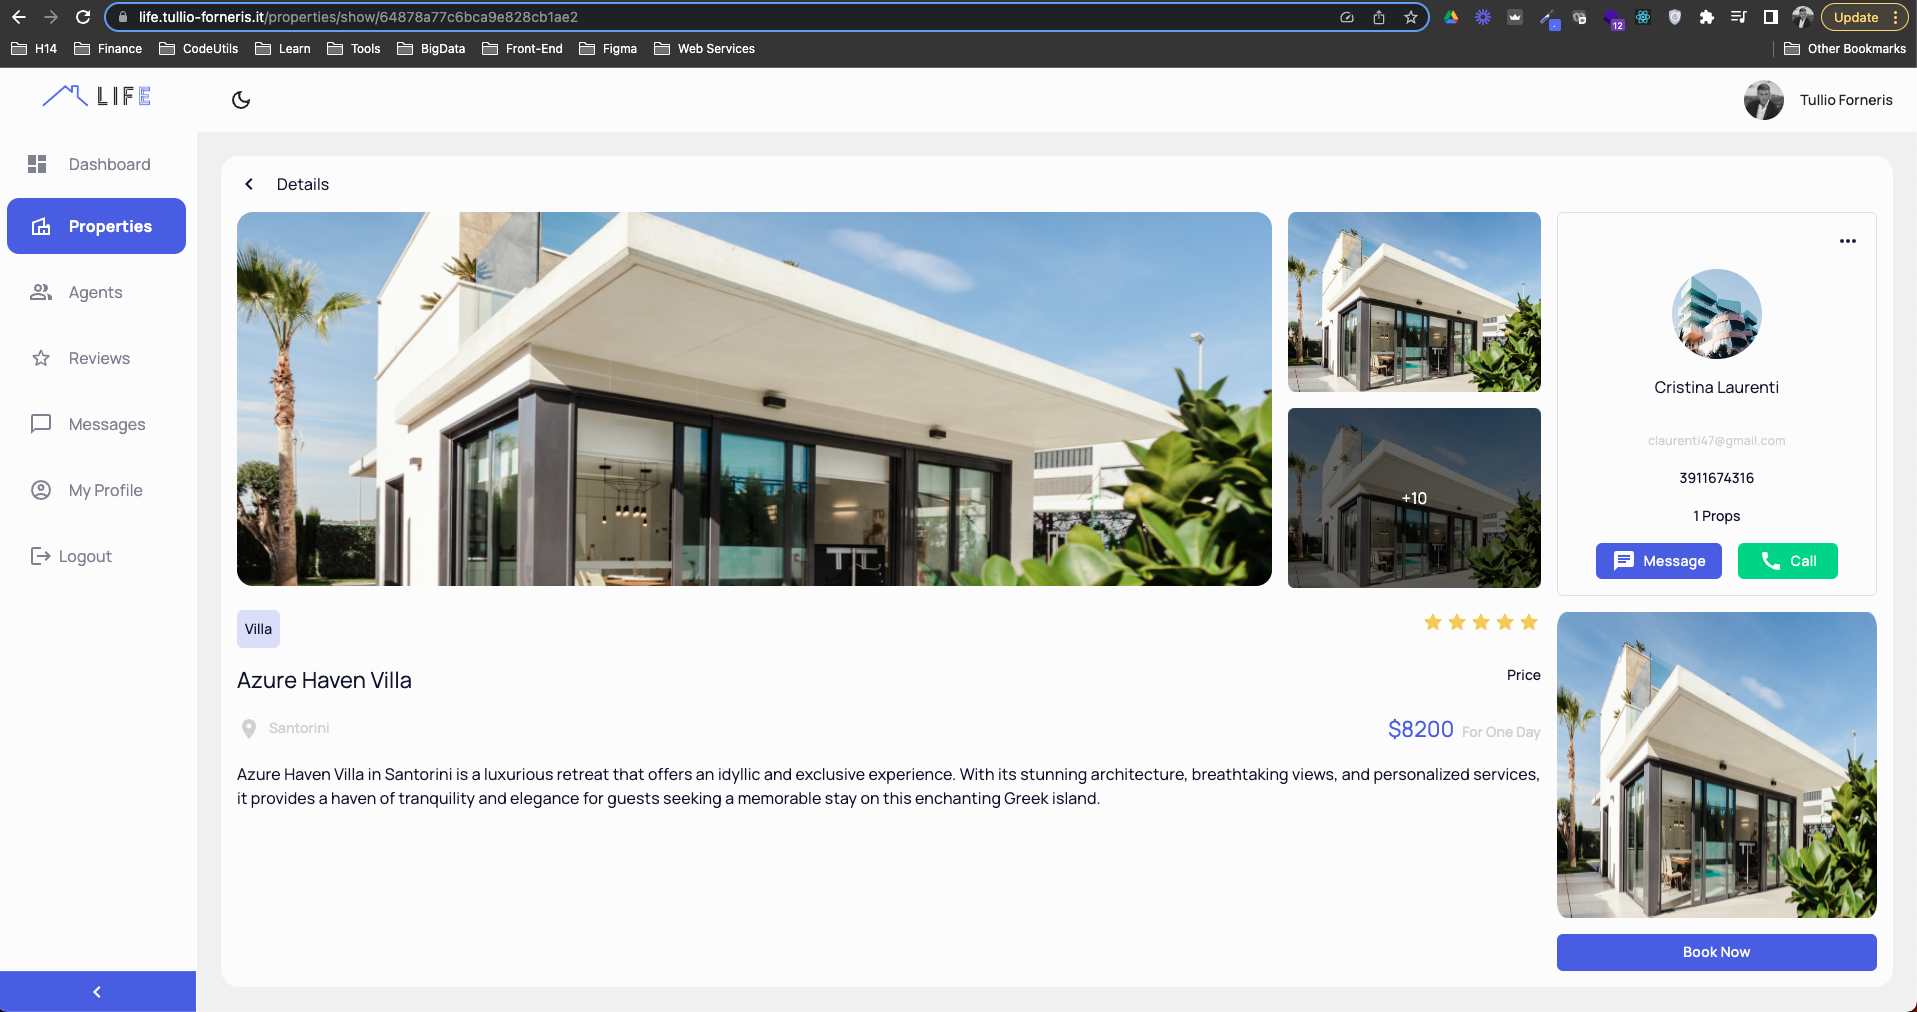 life.tullio-forneris.it/properties/show/64878a77c6bca9e828cb1ae2
12
Update
H14
Finance
CodeUtils
Learn
Tools
BigData
Front-End
Figma
Web Services
Other Bookmarks
LIFE
Tullio Forneris
Dashboard
Properties
Agents
Reviews
Messages
My Profile
Logout
Details
+10
Cristina Laurenti
claurenti47@gmail.com
3911674316
1 Props
Message
Call
Villa
Azure Haven Villa
Price
Santorini
$8200 For One Day
Azure Haven Villa in Santorini is a luxurious retreat that offers an idyllic and exclusive experience. With its stunning architecture, breathtaking views, and personalized services,
it provides a haven of tranquility and elegance for guests seeking a memorable stay on this enchanting Greek island.
Book Now